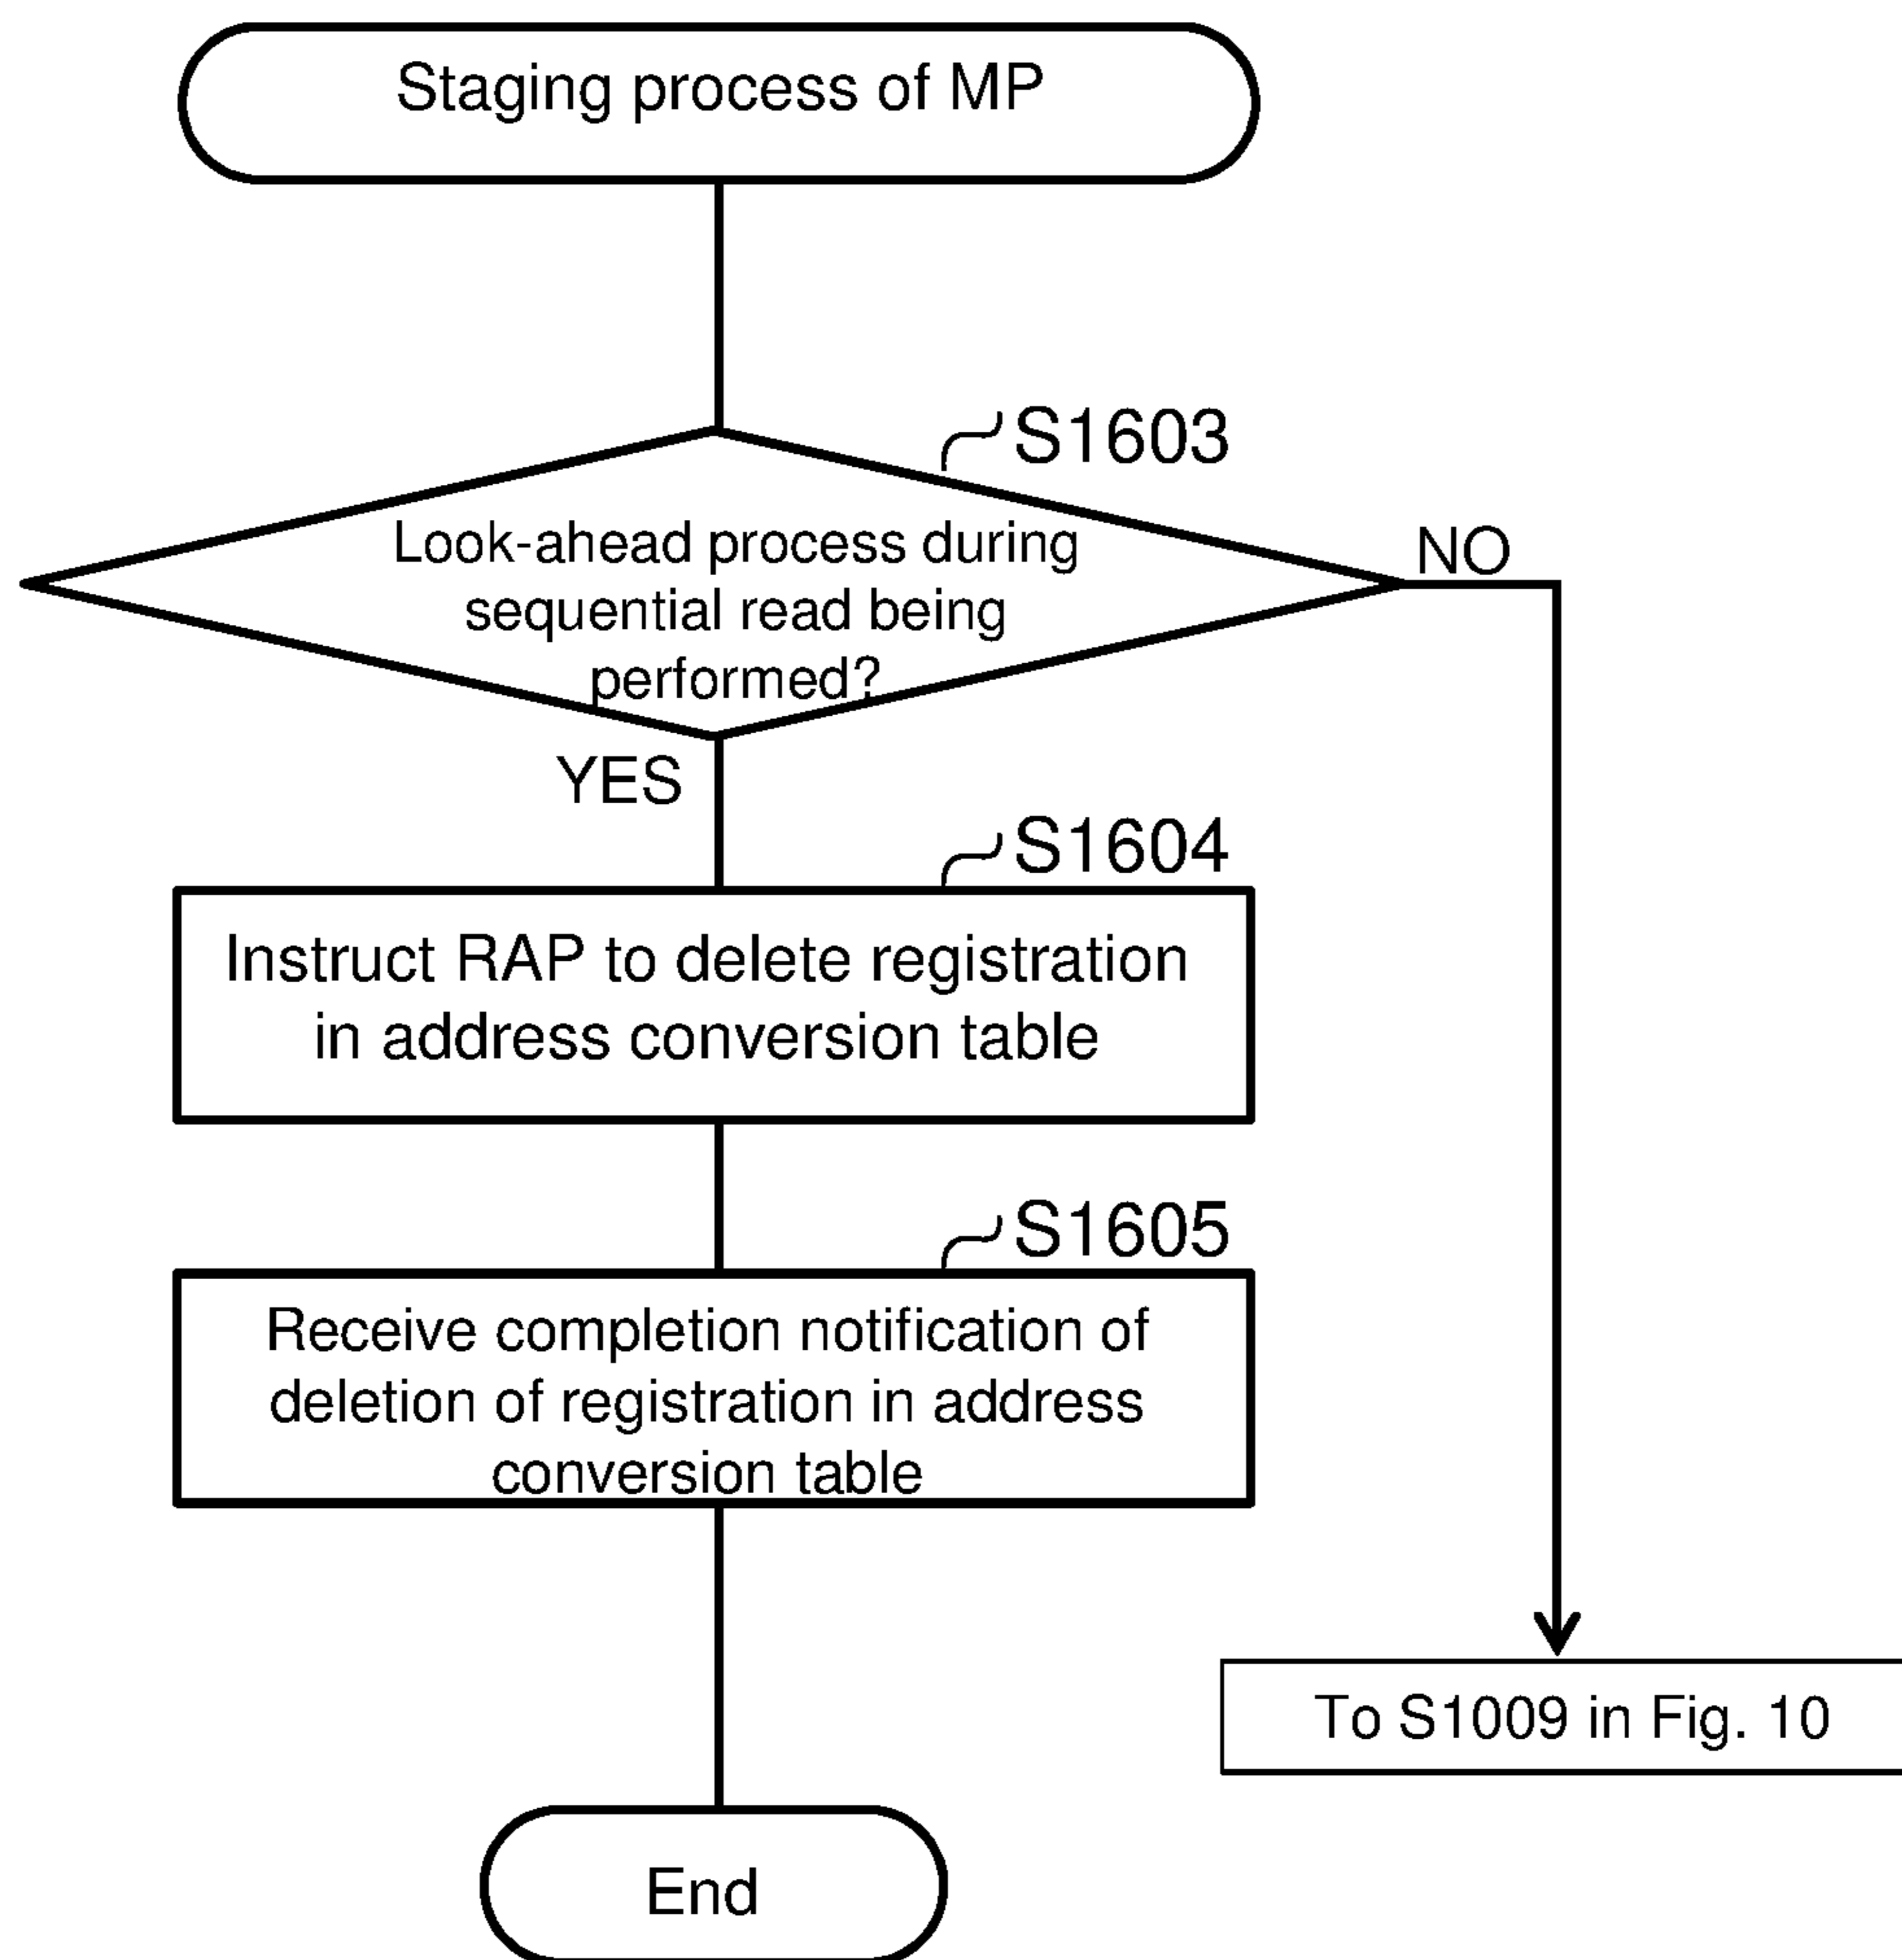 Staging process of MP
S1603
Look-ahead process during
sequential read being
performed?
NO
YES
S1604
Instruct RAP to delete registration
in address conversion table
S1605
Receive completion notification of
deletion of registration in address
conversion table
To S1009 in Fig. 10
End